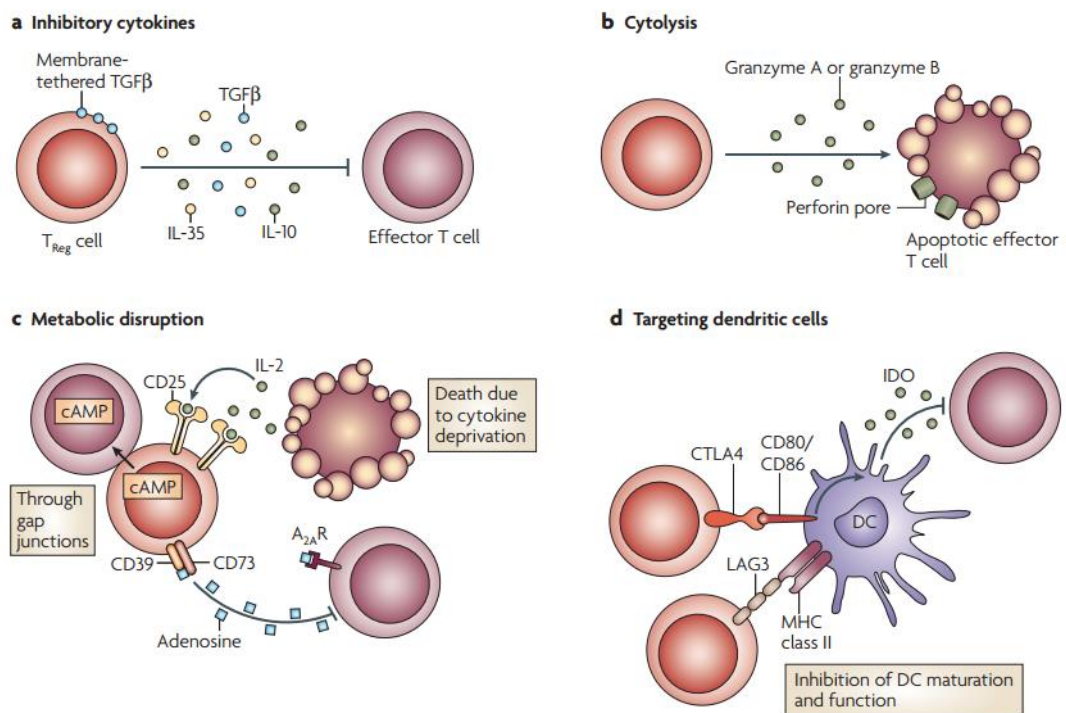 a Inhibitory cytokines
Membrane-
tethered TGFβ
TGFβ
IL-35
IL-10
T_Reg cell
Effector T cell
b Cytolysis
Granzyme A or granzyme B
Perforin pore
Apoptotic effector
T cell
c Metabolic disruption
IL-2
CD25
cAMP
Death due
to cytokine
deprivation
cAMP
Through
gap
junctions
A2AR
CD39
CD73
Adenosine
d Targeting dendritic cells
IDO
CD80/
CD86
CTLA4
DC
LAG3
MHC
class II
Inhibition of DC maturation
and function